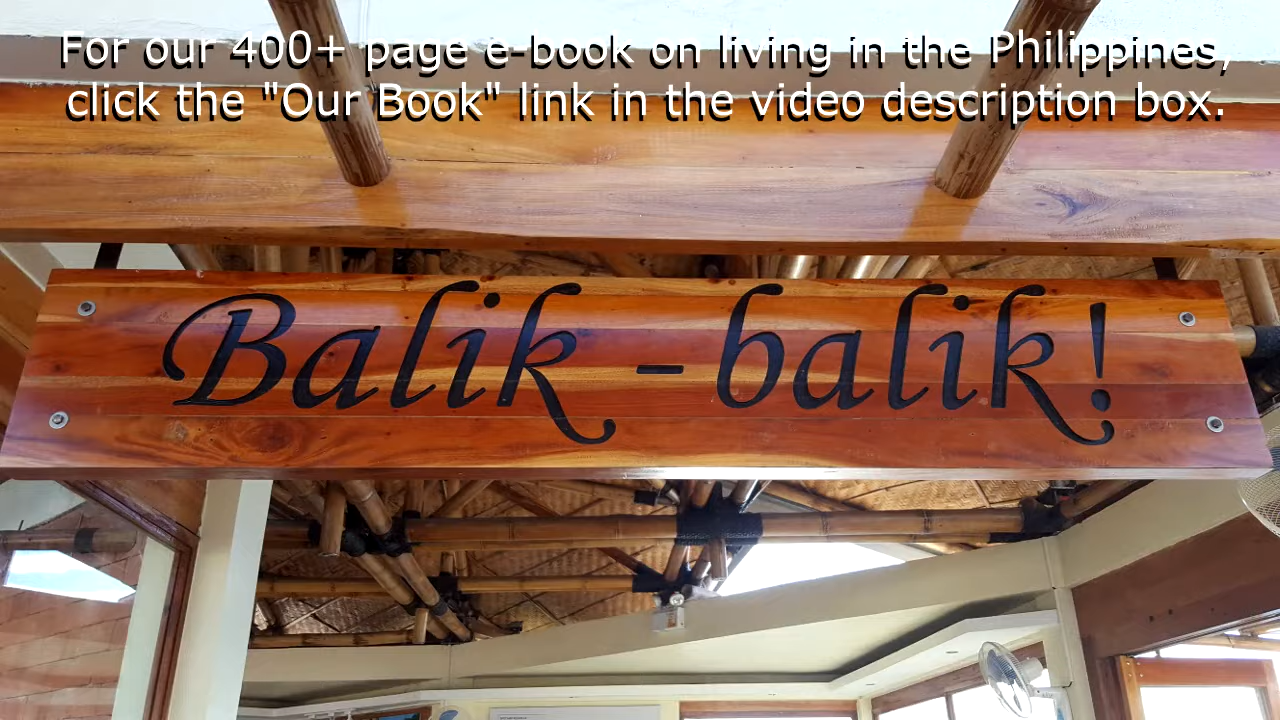 For our 400+ page e-book on living in the Philippines,
click the "Our Book" link in the video description box.
Balik - balik!